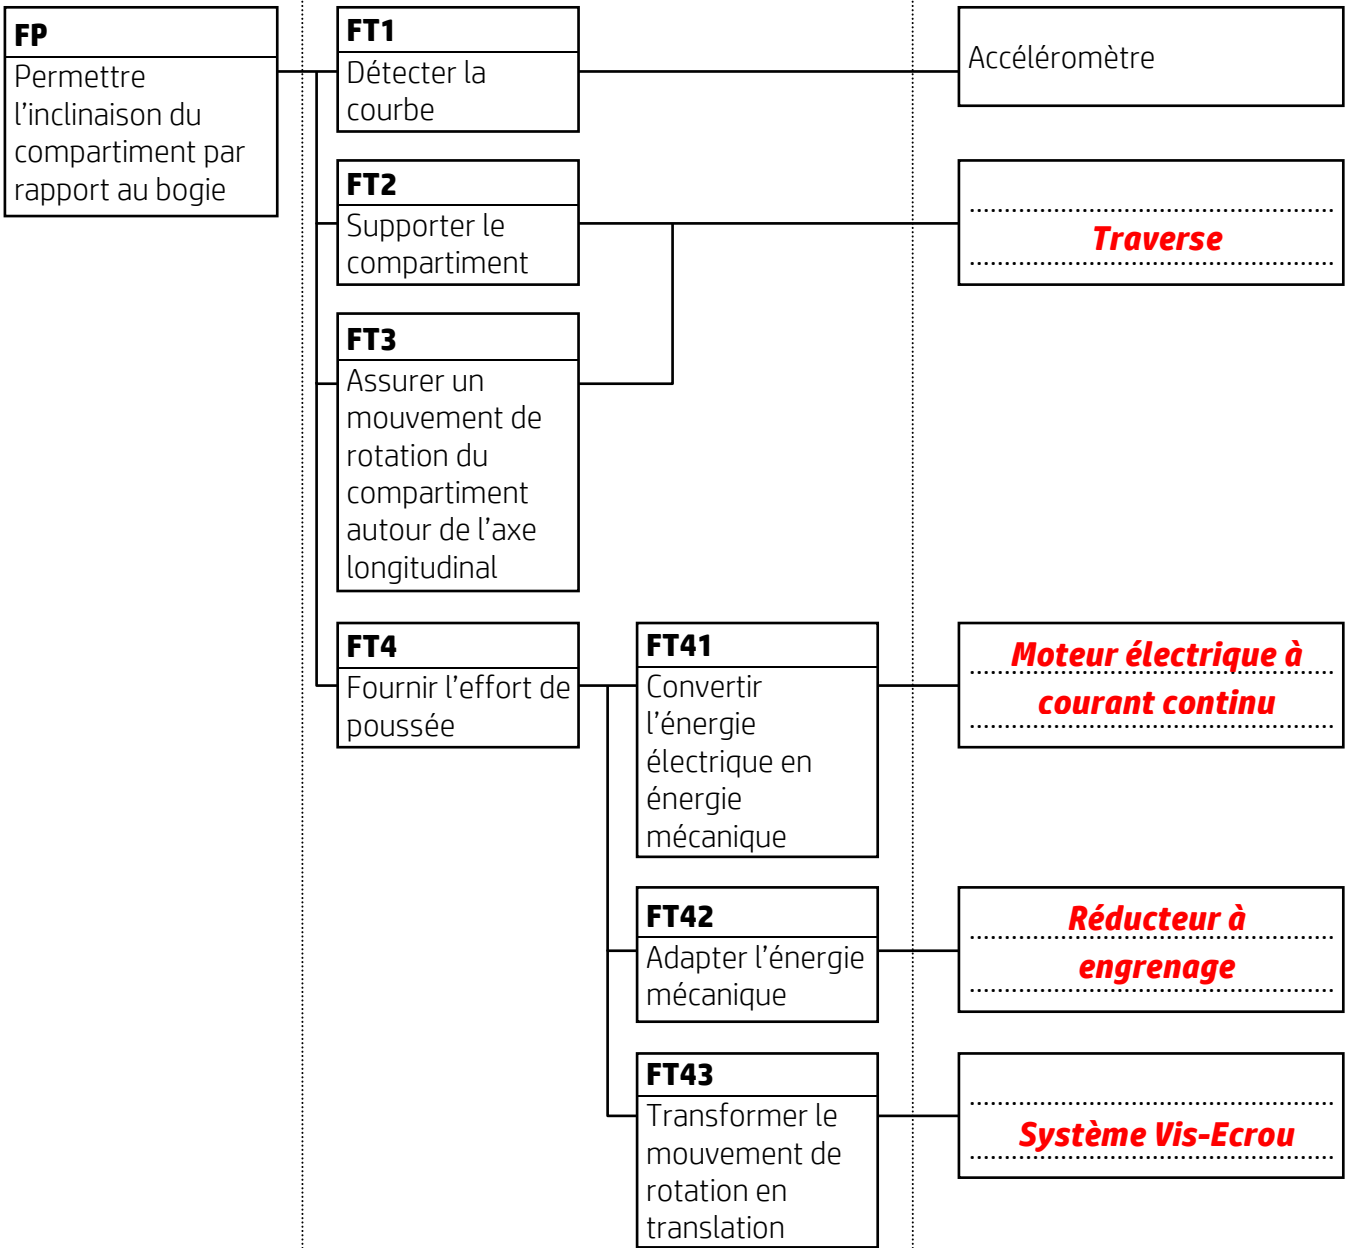 FP
Permettre
l'inclinaison du
compartiment par
rapport au bogie
FT1
Détecter la
courbe
Accéléromètre
FT2
Supporter le
compartiment
Traverse
FT3
Assurer un
mouvement de
rotation du
compartiment
autour de l'axe
longitudinal
FT4
Fournir l'effort de
poussée
FT41
Convertir
l'énergie
électrique en
énergie
mécanique
Moteur électrique à
courant continu
FT42
Adapter l'énergie
mécanique
Réducteur à
engrenage
FT43
Transformer le
mouvement de
rotation en
translation
Système Vis-Ecrou